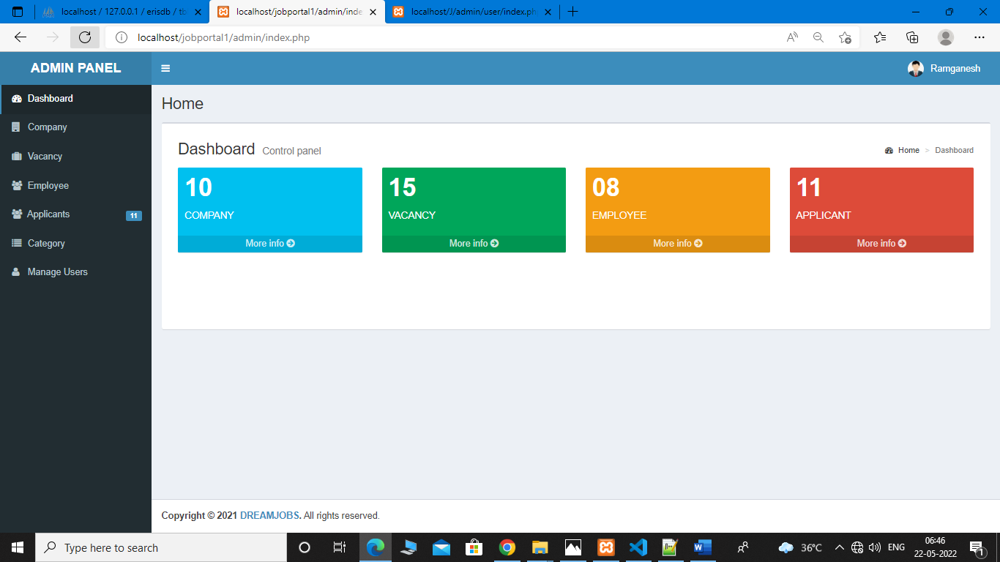 localhost / 127.0.0.1 / erisdb / tb
localhost/jobportal1/admin/inde
localhost/J/admin/user/index.ph
localhost/jobportal1/admin/index.php
ADMIN PANEL
Ramganesh
Dashboard
Company
Vacancy
Employee
Applicants 11
Category
Manage Users
Home
Dashboard Control panel
Home > Dashboard
10
COMPANY
More info
15
VACANCY
More info
08
EMPLOYEE
More info
11
APPLICANT
More info
Copyright © 2021 DREAMJOBS. All rights reserved.
Type here to search
36°C
ENG
06:46
22-05-2022
1